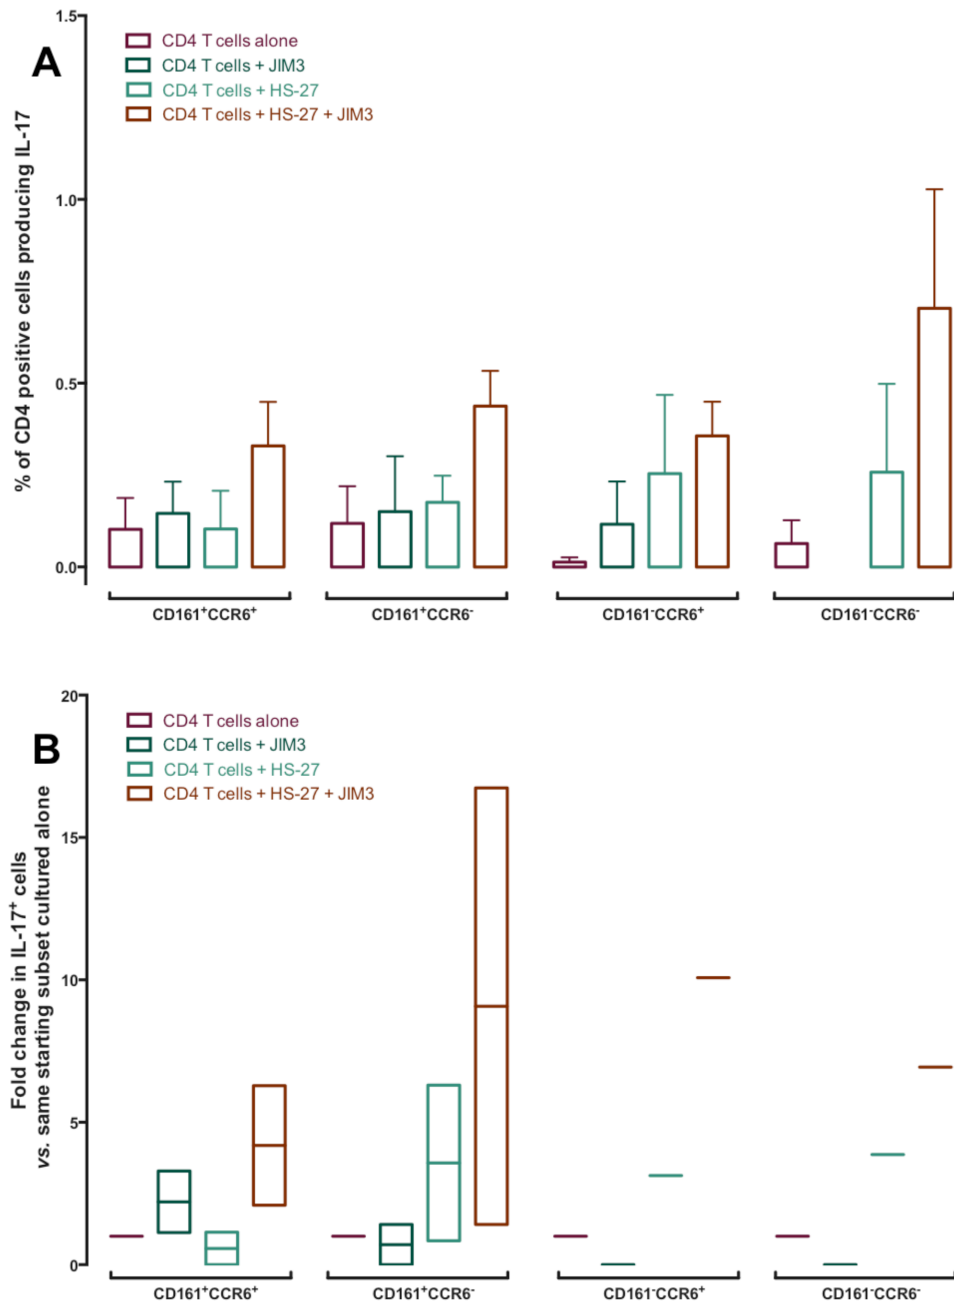 A
1.5
CD4 T cells alone
CD4 T cells + JIM3
CD4 T cells + HS-27
CD4 T cells + HS-27 + JIM3
% of CD4 positive cells producing IL-17
1.0
0.5
0.0
CD161⁺CCR6⁺
CD161⁺CCR6⁻
CD161⁻CCR6⁺
CD161⁻CCR6⁻
B
20
CD4 T cells alone
CD4 T cells + JIM3
CD4 T cells + HS-27
CD4 T cells + HS-27 + JIM3
Fold change in IL-17⁺ cells
vs. same starting subset cultured alone
15
10
5
0
CD161⁺CCR6⁺
CD161⁺CCR6⁻
CD161⁻CCR6⁺
CD161⁻CCR6⁻